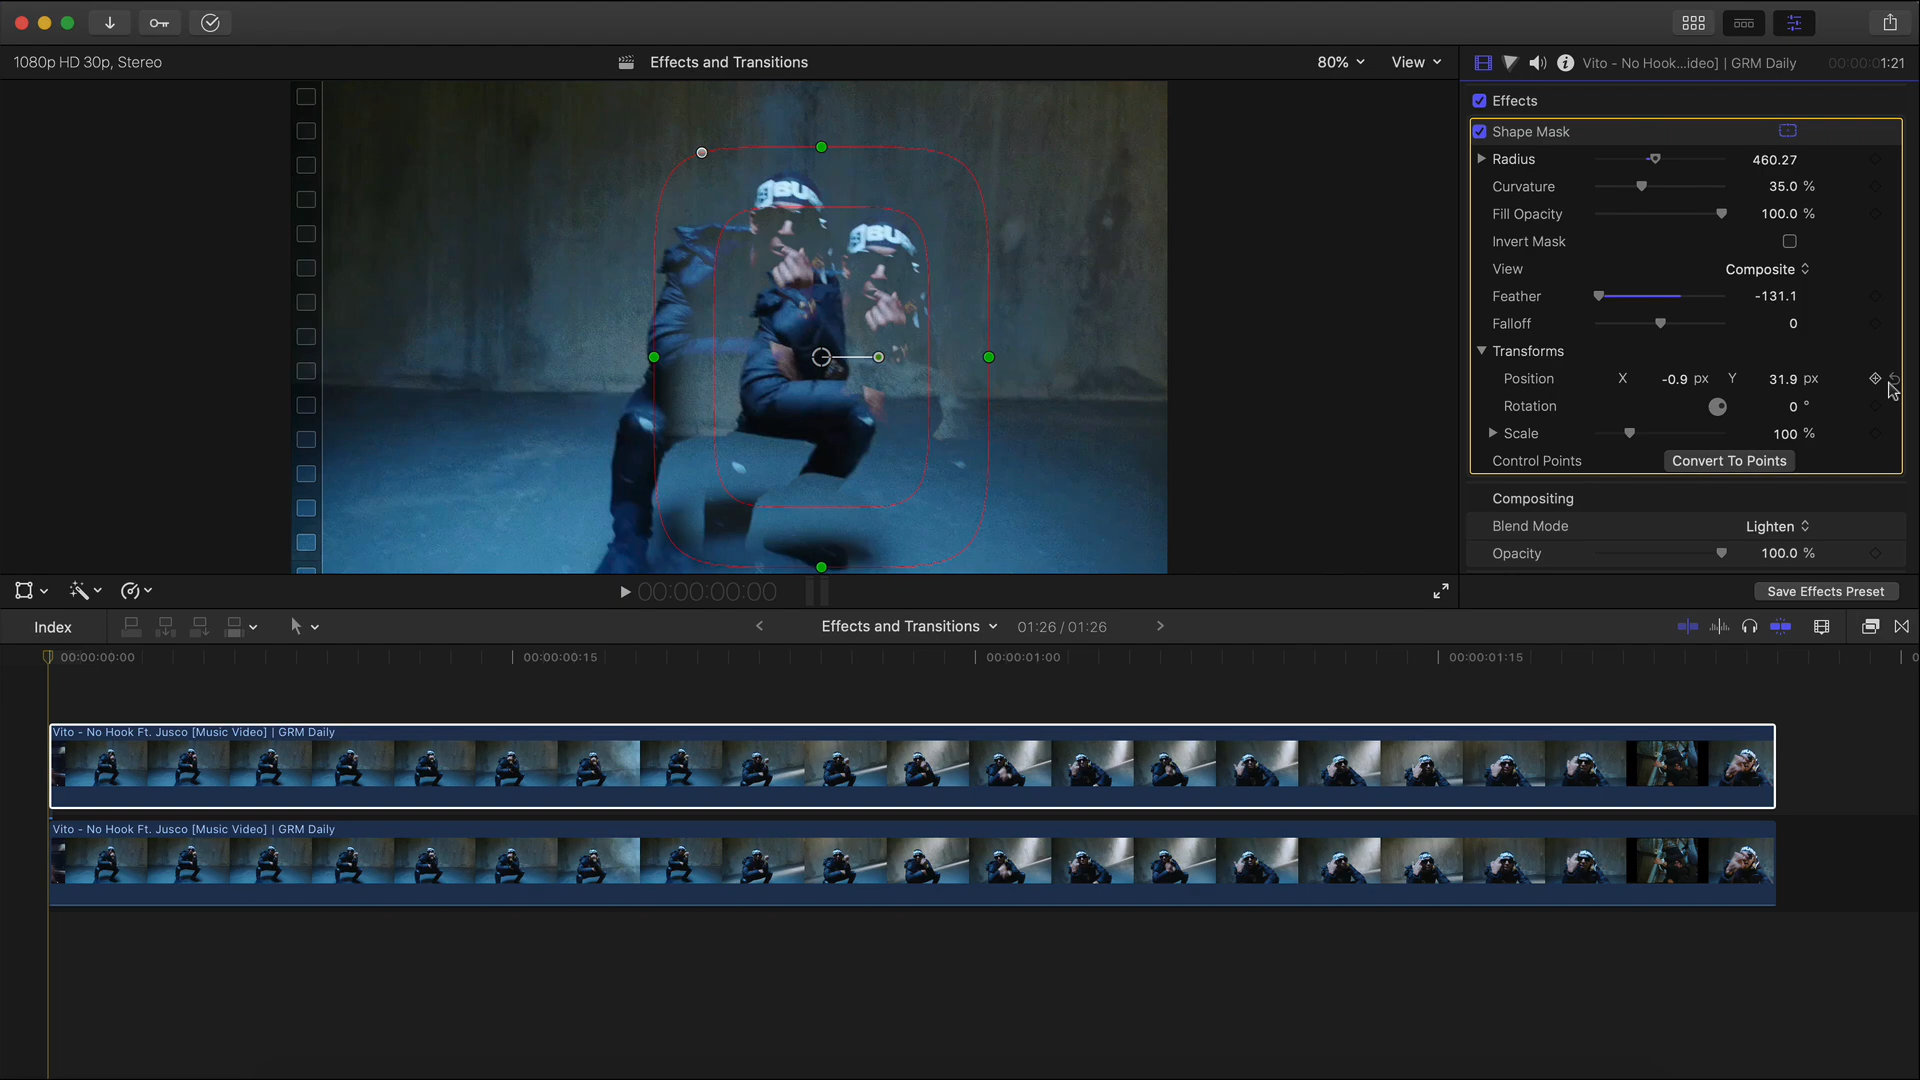 1080p HD 30p, Stereo
Effects and Transitions
80%
View
Vito - No Hook...ideo] | GRM Daily
00:00:01:21
Effects
Shape Mask
Radius 460.27
Curvature 35.0 %
Fill Opacity 100.0 %
Invert Mask
View Composite
Feather -131.1
Falloff 0
Transforms
Position X -0.9 px Y 31.9 px
Rotation 0 °
Scale 100 %
Control Points Convert To Points
Compositing
Blend Mode Lighten
Opacity 100.0 %
00:00:00:00
Save Effects Preset
Index
Effects and Transitions
01:26 / 01:26
00:00:00:00
00:00:00:15
00:00:01:00
00:00:01:15
Vito - No Hook Ft. Jusco [Music Video] | GRM Daily
Vito - No Hook Ft. Jusco [Music Video] | GRM Daily